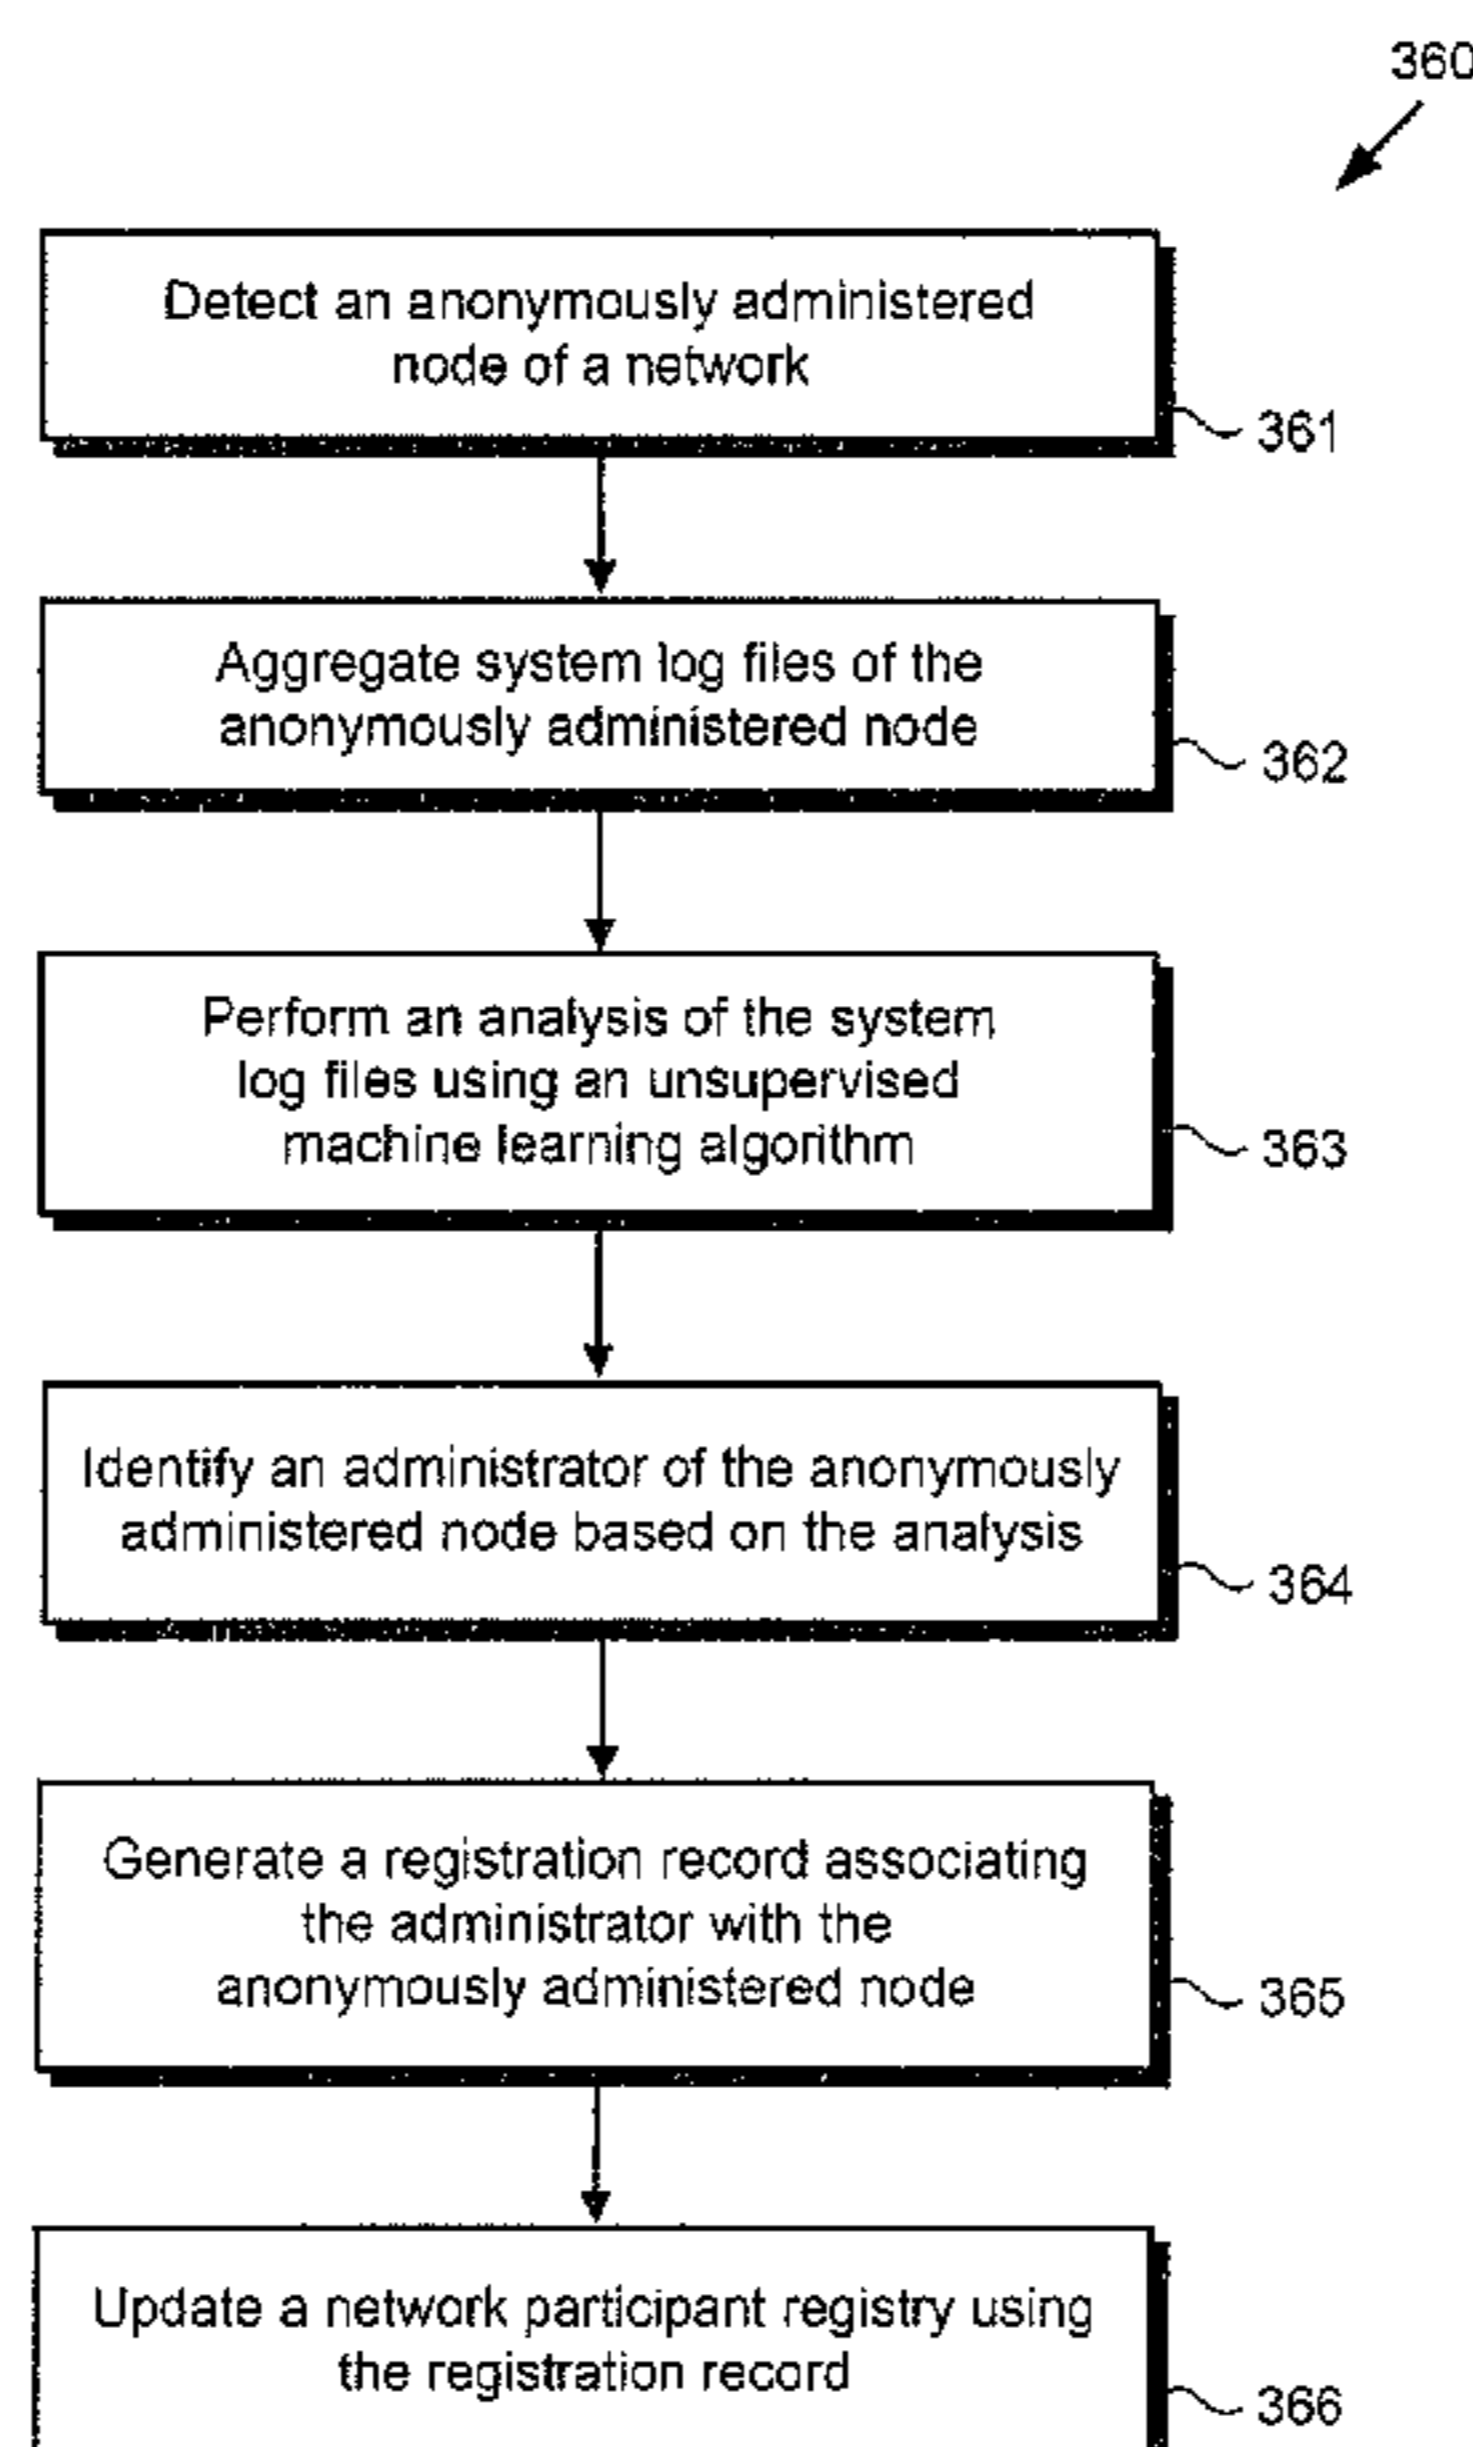 360
Detect an anonymously administered
node of a network
361
Aggregate system log files of the
anonymously administered node
362
Perform an analysis of the system
log files using an unsupervised
machine learning algorithm
363
Identify an administrator of the anonymously
administered node based on the analysis
364
Generate a registration record associating
the administrator with the
anonymously administered node
365
Update a network participant registry using
the registration record
366